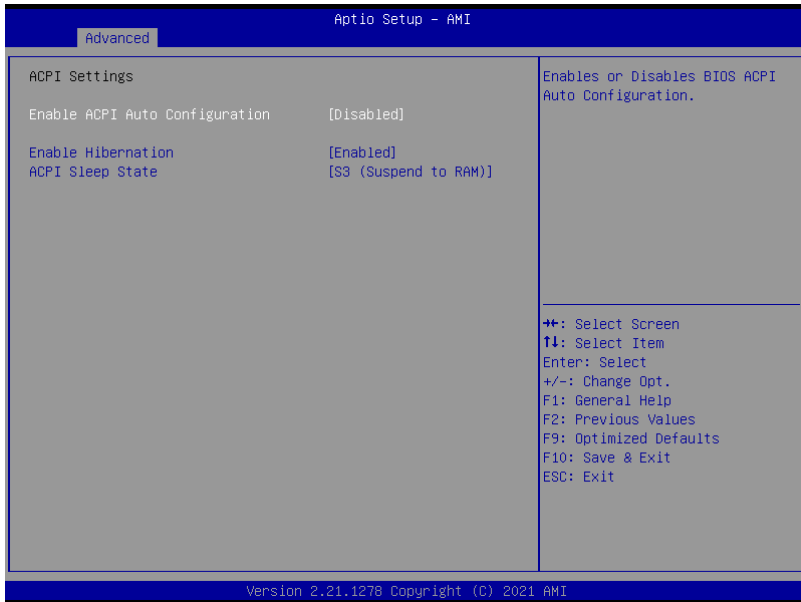 Aptio Setup – AMI
Advanced
ACPI Settings
Enable ACPI Auto Configuration [Disabled]
Enable Hibernation [Enabled]
ACPI Sleep State [S3 (Suspend to RAM)]
Enables or Disables BIOS ACPI
Auto Configuration.
→←: Select Screen
↑↓: Select Item
Enter: Select
+/-: Change Opt.
F1: General Help
F2: Previous Values
F9: Optimized Defaults
F10: Save & Exit
ESC: Exit
Version 2.21.1278 Copyright (C) 2021 AMI